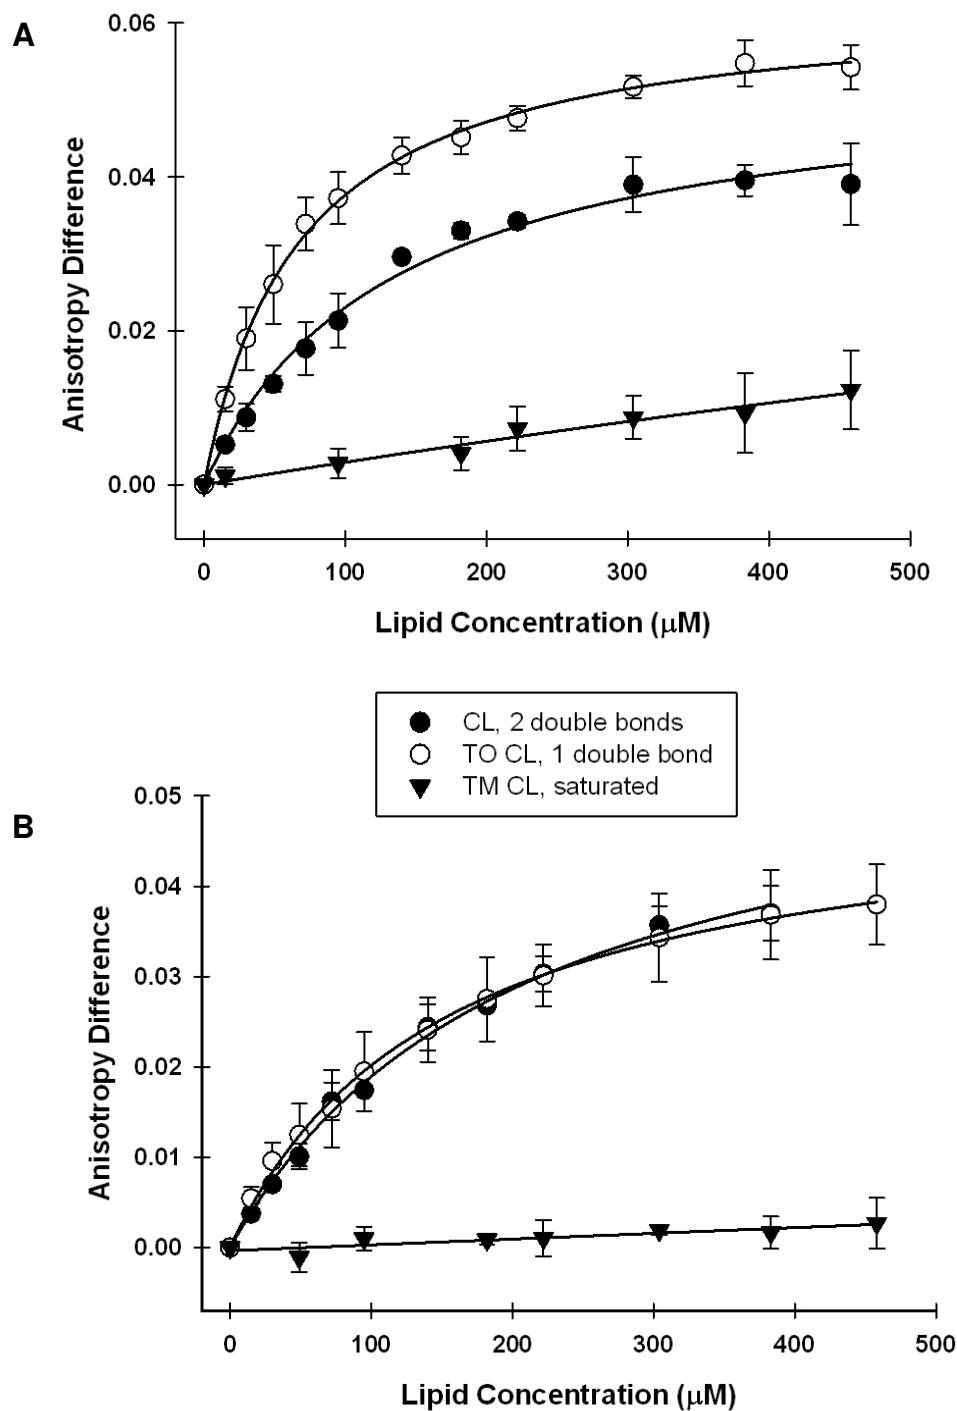 A
0.06
0.04
0.02
0.00
Anisotropy Difference
0 100 200 300 400 500
Lipid Concentration (μM)
CL, 2 double bonds
TO CL, 1 double bond
TM CL, saturated
B
0.05
0.04
0.03
0.02
0.01
0.00
Anisotropy Difference
0 100 200 300 400 500
Lipid Concentration (μM)